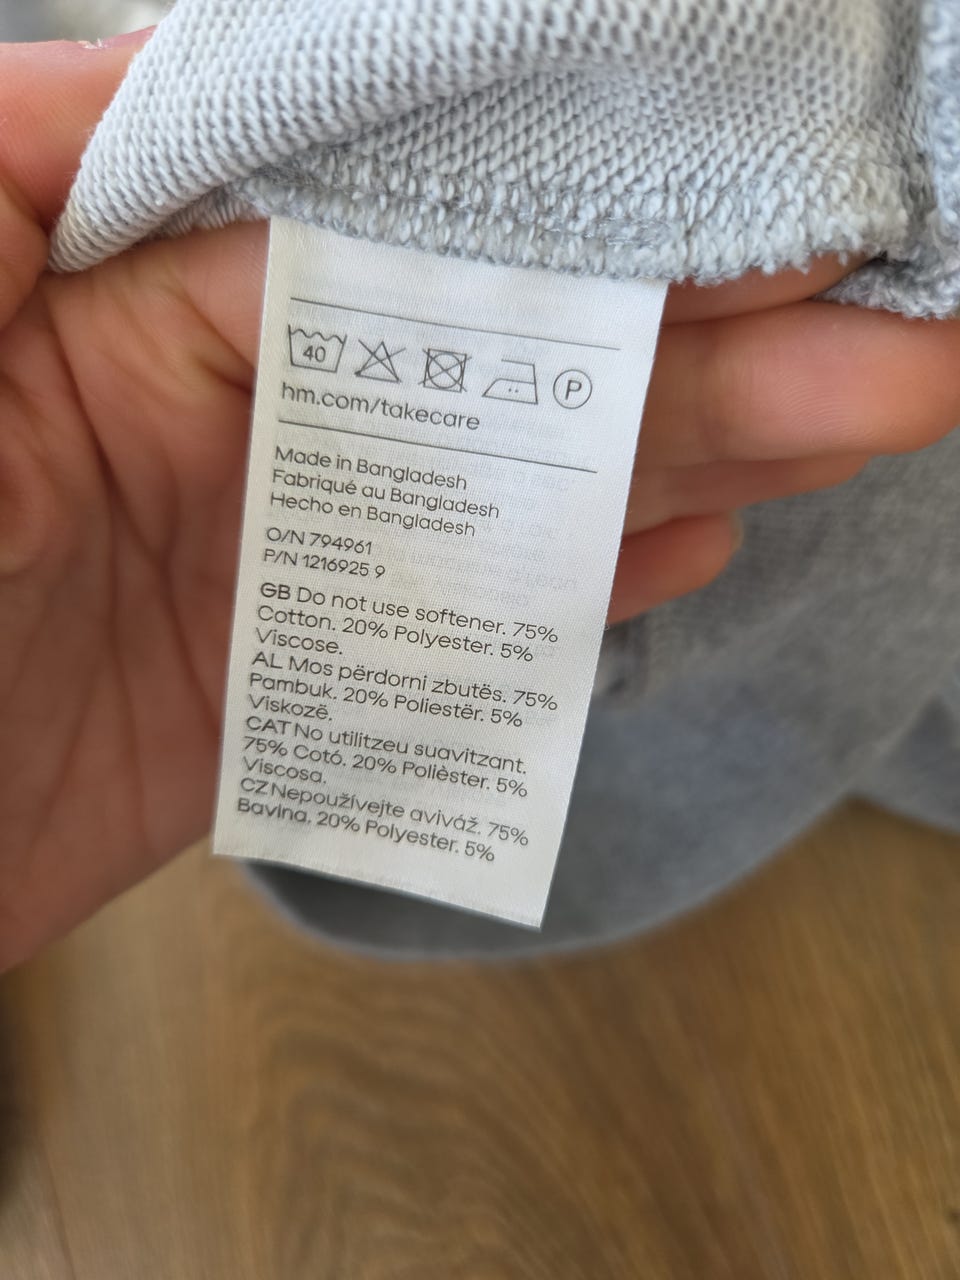 40 P
hm.com/takecare
Made in Bangladesh
Fabriqué au Bangladesh
Hecho en Bangladesh
O/N 794961
P/N 1216925 9
GB Do not use softener. 75%
Cotton. 20% Polyester. 5%
Viscose.
AL Mos përdorni zbutës. 75%
Pambuk. 20% Poliestër. 5%
Viskozë.
CAT No utilitzeu suavitzant.
75% Cotó. 20% Polièster. 5%
Viscosa.
CZ Nepoužívejte aviváž. 75%
Bavlna. 20% Polyester. 5%